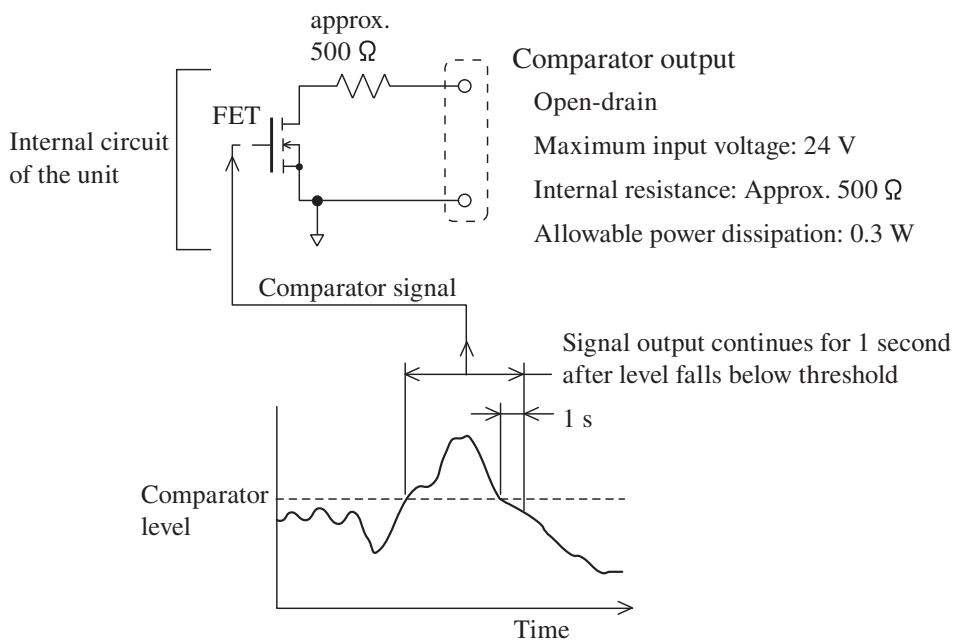 approx.
500 Ω
Comparator output
Open-drain
FET
Maximum input voltage: 24 V
Internal circuit
of the unit
Internal resistance: Approx. 500 Ω
Allowable power dissipation: 0.3 W
Comparator signal
Signal output continues for 1 second
after level falls below threshold
1 s
Comparator
level
Time